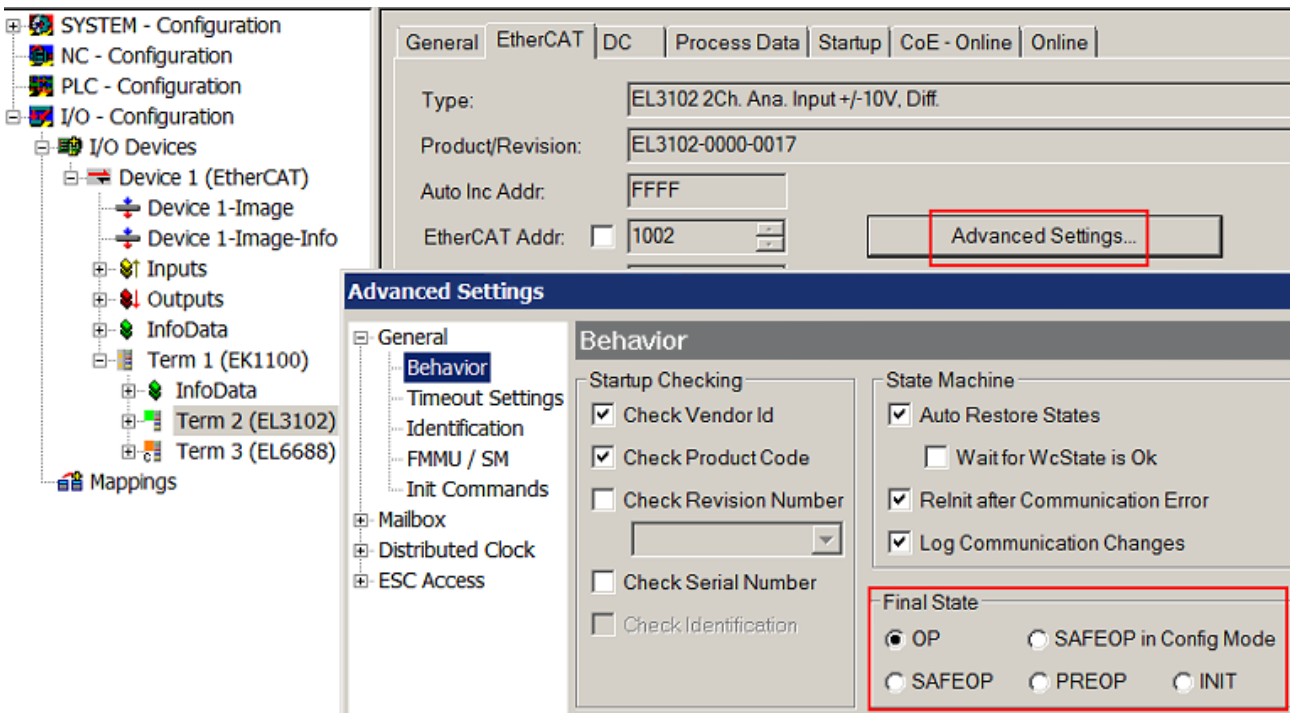 SYSTEM - Configuration
NC - Configuration
PLC - Configuration
I/O - Configuration
I/O Devices
Device 1 (EtherCAT)
Device 1-Image
Device 1-Image-Info
Inputs
Outputs
InfoData
Term 1 (EK1100)
InfoData
Term 2 (EL3102)
Term 3 (EL6688)
Mappings
General EtherCAT DC Process Data Startup CoE - Online Online
Type: EL3102 2Ch. Ana. Input +/-10V, Diff.
Product/Revision: EL3102-0000-0017
Auto Inc Addr: FFFF
EtherCAT Addr: 1002 Advanced Settings...
Advanced Settings
General
Behavior
Timeout Settings
Identification
FMMU / SM
Init Commands
Mailbox
Distributed Clock
ESC Access
Behavior
Startup Checking
Check Vendor Id
Check Product Code
Check Revision Number
Check Serial Number
Check Identification
State Machine
Auto Restore States
Wait for WcState is Ok
ReInit after Communication Error
Log Communication Changes
Final State
OP SAFEOP in Config Mode
SAFEOP PREOP INIT